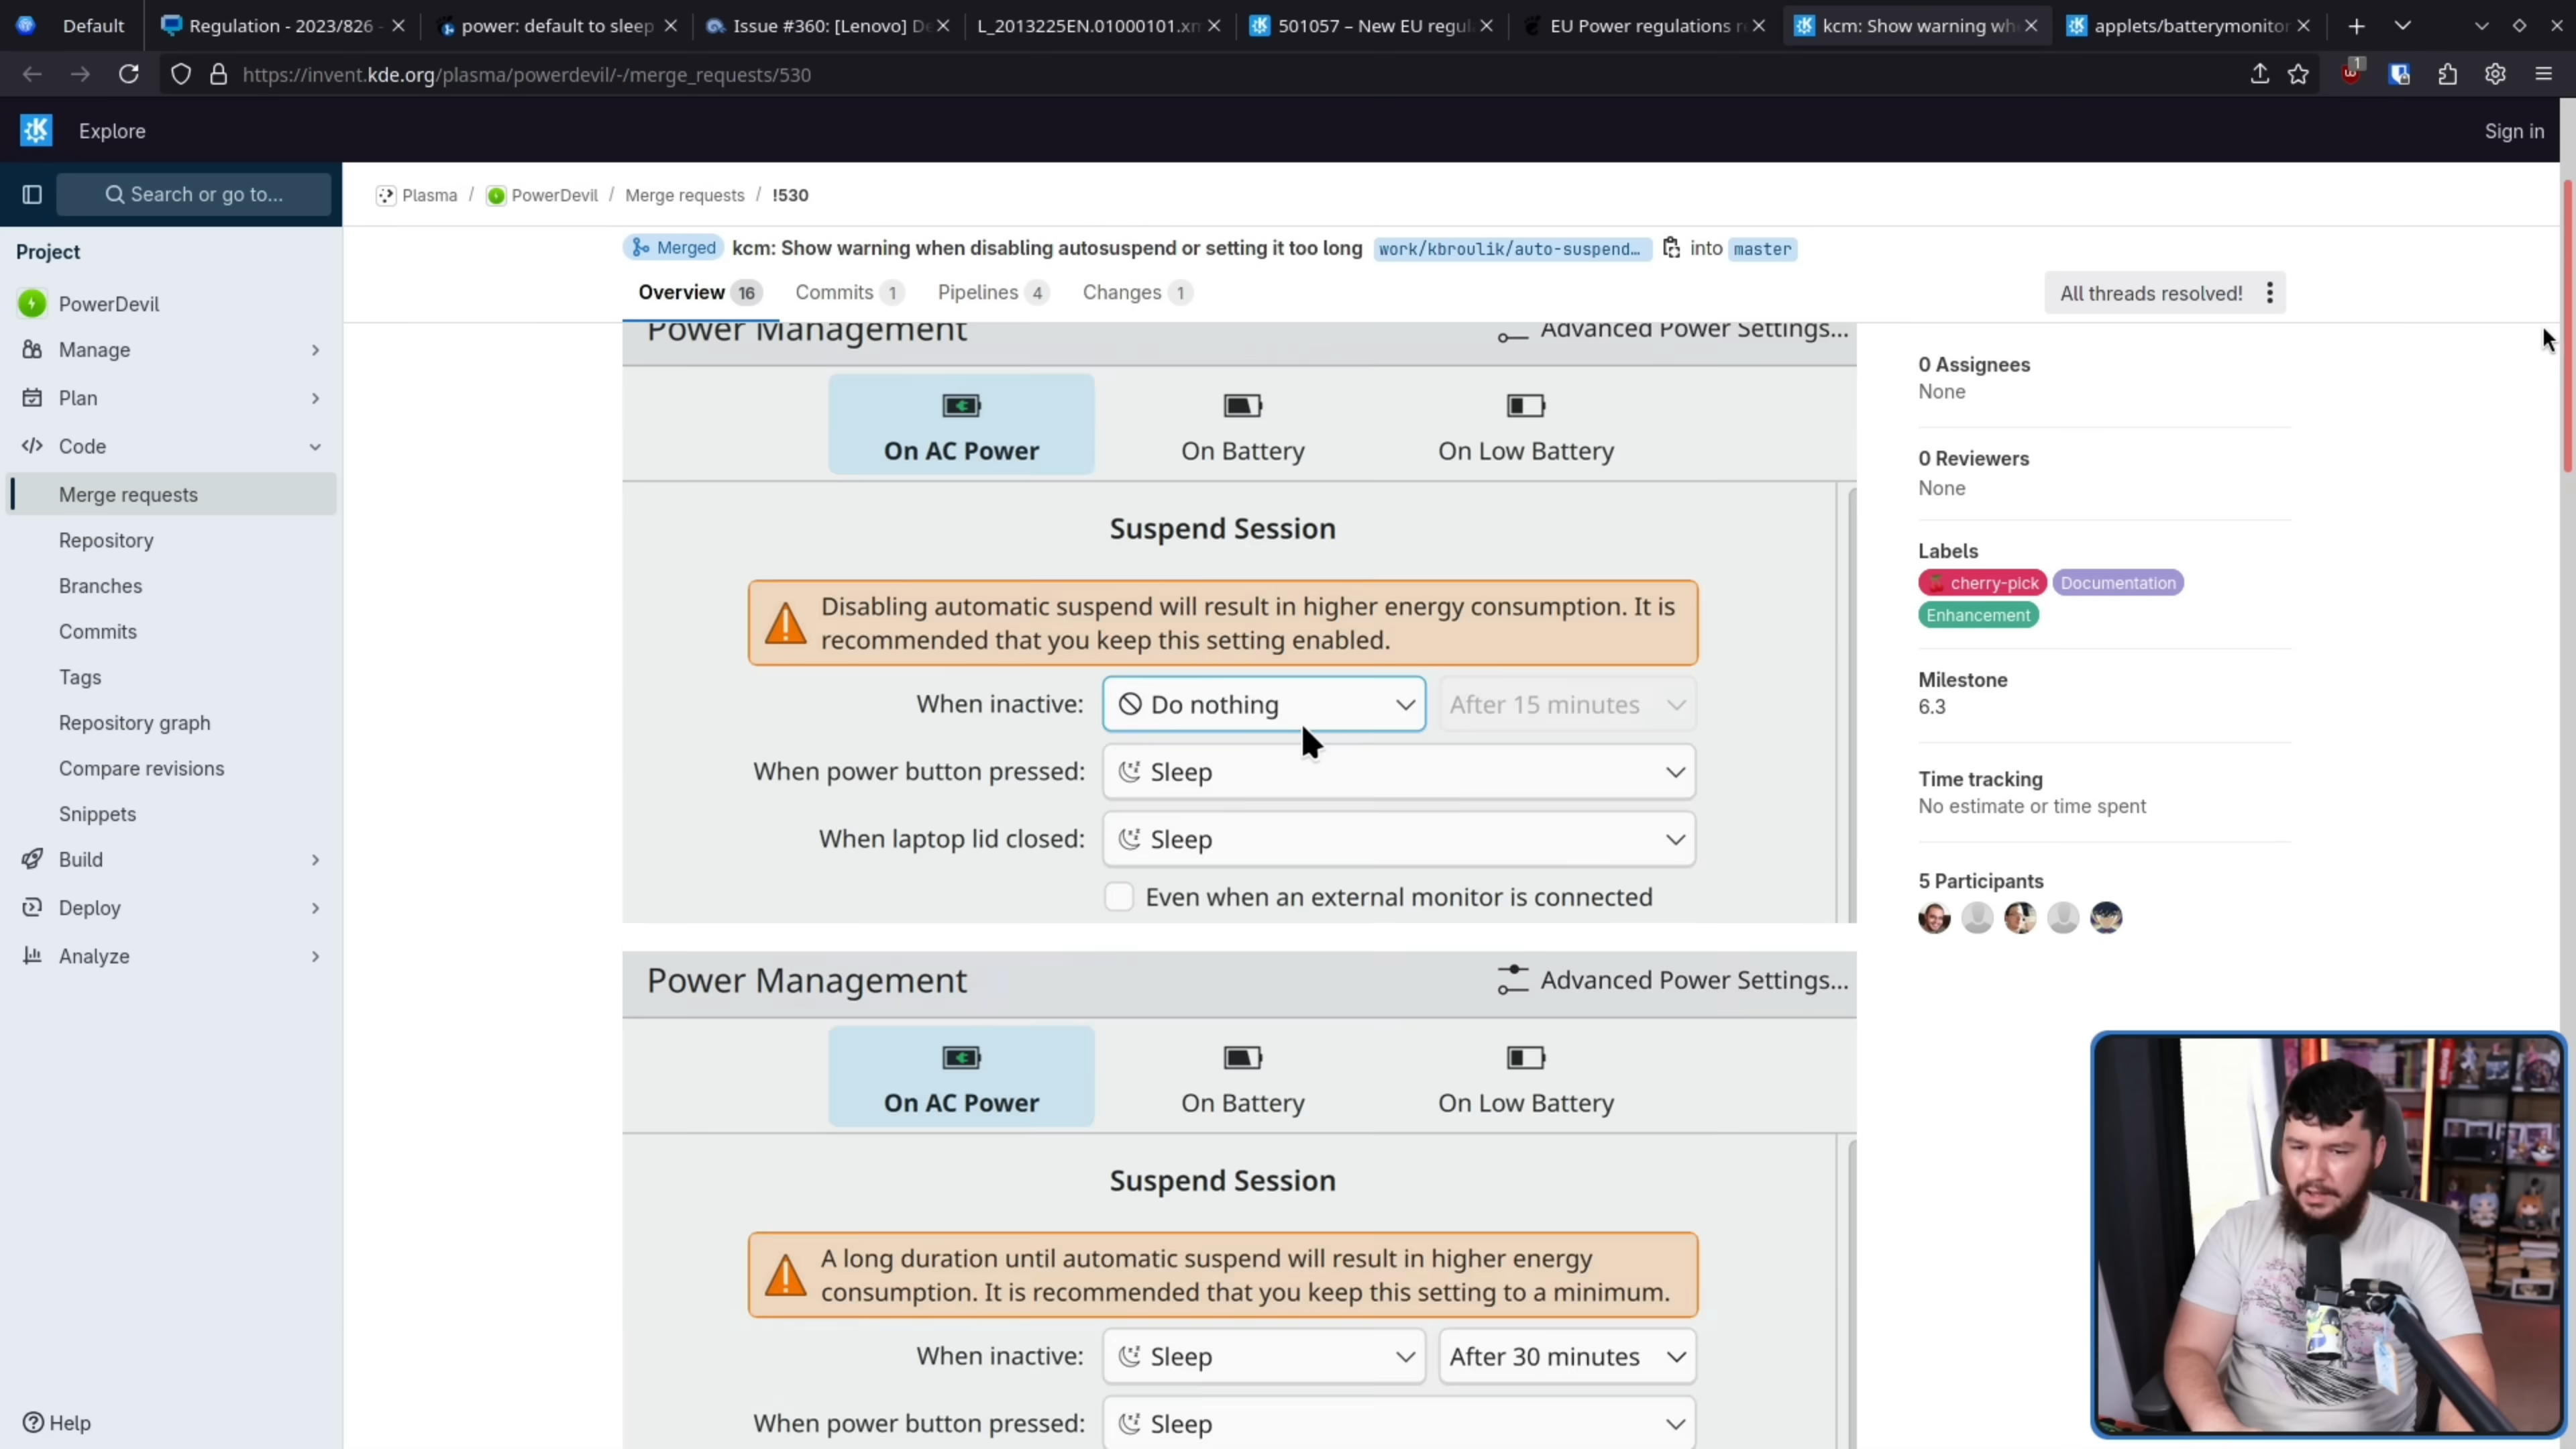 Default
Regulation - 2023/826 -
power: default to sleep
Issue #360: [Lenovo] De
L_2013225EN.01000101.xm
501057 – New EU regul
EU Power regulations r
kcm: Show warning wh
applets/batterymonitor
https://invent.kde.org/plasma/powerdevil/-/merge_requests/530
1
Explore
Sign in
Search or go to...
Plasma / PowerDevil / Merge requests / !530
Project
Merged kcm: Show warning when disabling autosuspend or setting it too long work/kbroulik/auto-suspend… into master
Overview 16 Commits 1 Pipelines 4 Changes 1
All threads resolved!
PowerDevil
Manage
Plan
Code
Merge requests
Repository
Branches
Commits
Tags
Repository graph
Compare revisions
Snippets
Build
Deploy
Analyze
Help
Power Management
Advanced Power Settings...
On AC Power
On Battery
On Low Battery
Suspend Session
Disabling automatic suspend will result in higher energy consumption. It is
recommended that you keep this setting enabled.
When inactive: Do nothing After 15 minutes
When power button pressed: Sleep
When laptop lid closed: Sleep
Even when an external monitor is connected
Power Management
Advanced Power Settings...
On AC Power
On Battery
On Low Battery
Suspend Session
A long duration until automatic suspend will result in higher energy
consumption. It is recommended that you keep this setting to a minimum.
When inactive: Sleep After 30 minutes
When power button pressed: Sleep
0 Assignees
None
0 Reviewers
None
Labels
cherry-pick Documentation
Enhancement
Milestone
6.3
Time tracking
No estimate or time spent
5 Participants